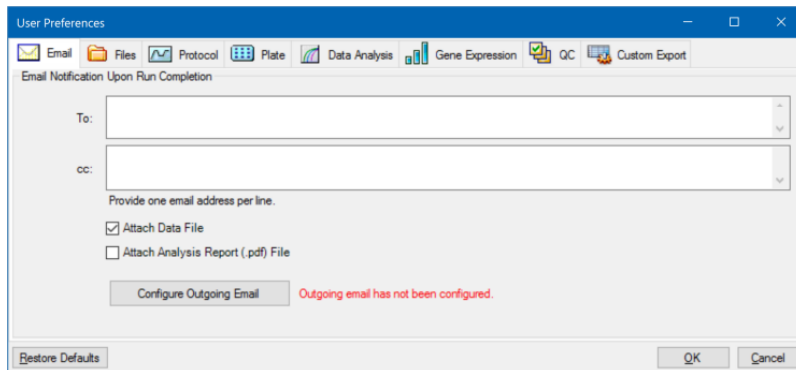 User Preferences
Email Files Protocol Plate Data Analysis Gene Expression QC Custom Export
Email Notification Upon Run Completion
To:
cc:
Provide one email address per line.
Attach Data File
Attach Analysis Report (.pdf) File
Configure Outgoing Email Outgoing email has not been configured.
Restore Defaults OK Cancel